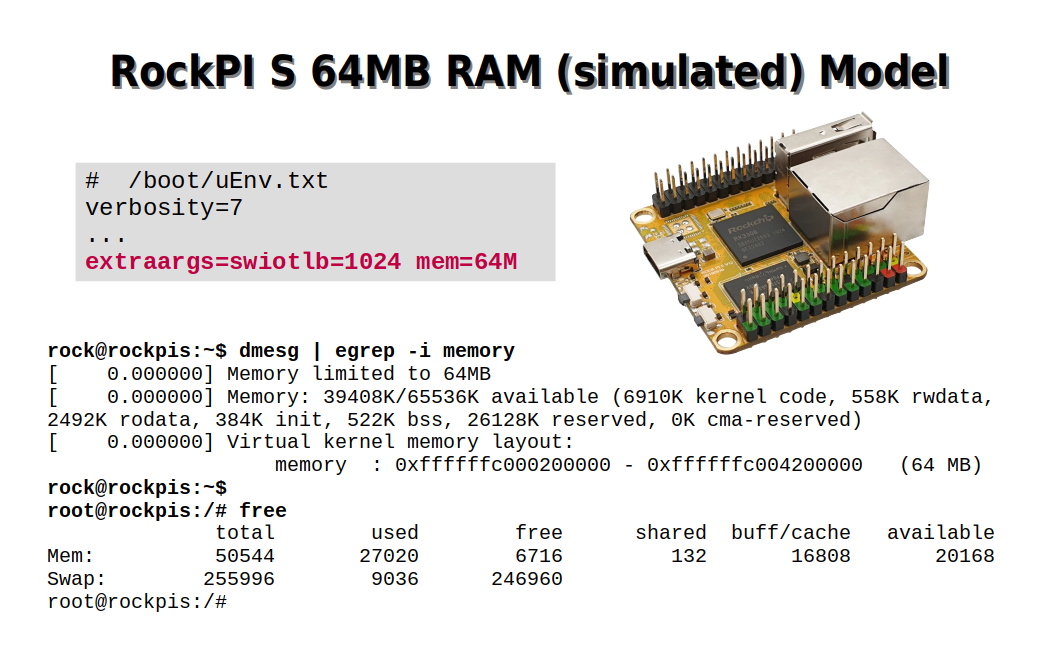 RockPI S 64MB RAM (simulated) Model
#  /boot/uEnv.txt
verbosity=7
...
extraargs=swiotlb=1024 mem=64M
rock@rockpis:~$ dmesg | egrep -i memory
[    0.000000] Memory limited to 64MB
[    0.000000] Memory: 39408K/65536K available (6910K kernel code, 558K rwdata,
2492K rodata, 384K init, 522K bss, 26128K reserved, 0K cma-reserved)
[    0.000000] Virtual kernel memory layout:
                   memory  : 0xffffffc000200000 - 0xffffffc004200000   (64 MB)
rock@rockpis:~$
root@rockpis:/# free
              total        used        free      shared  buff/cache   available
Mem:          50544       27020        6716         132       16808       20168
Swap:        255996        9036      246960
root@rockpis:/#